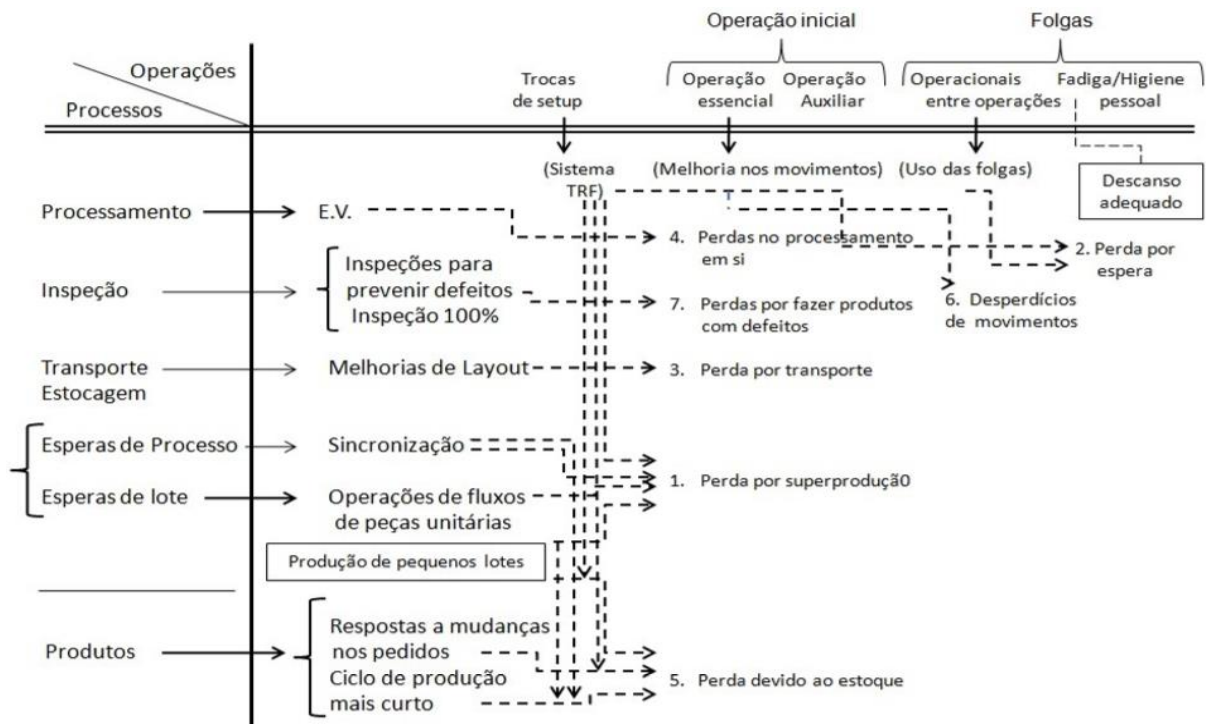 Operação inicial
Folgas
Operações
Processos
Trocas
de setup
Operação
essencial
Operação
Auxiliar
Operacionais
entre operações
Fadiga/Higiene
pessoal
(Sistema
TRF)
(Melhoria nos movimentos)
(Uso das folgas)
Descanso
adequado
Processamento
E.V.
4. Perdas no processamento
em si
2. Perda por
espera
Inspeção
Inspeções para
prevenir defeitos
Inspeção 100%
7. Perdas por fazer produtos
com defeitos
6. Desperdícios
de movimentos
Transporte
Estocagem
Melhorias de Layout
3. Perda por transporte
Esperas de Processo
Sincronização
1. Perda por superproduçã0
Esperas de lote
Operações de fluxos
de peças unitárias
Produção de pequenos lotes
Produtos
Respostas a mudanças
nos pedidos
Ciclo de produção
mais curto
5. Perda devido ao estoque